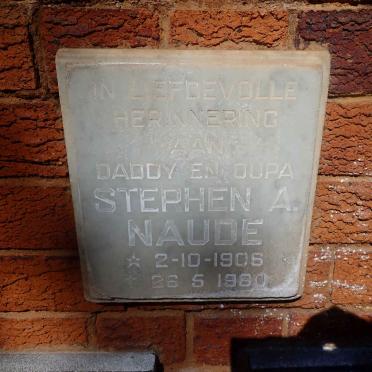 IN LIEFDEVOLLE
HERINNERING
AAN
DADDY EN OUPA
STEPHEN A.
NAUDE
* 2-10-1906
* 26 5 1980